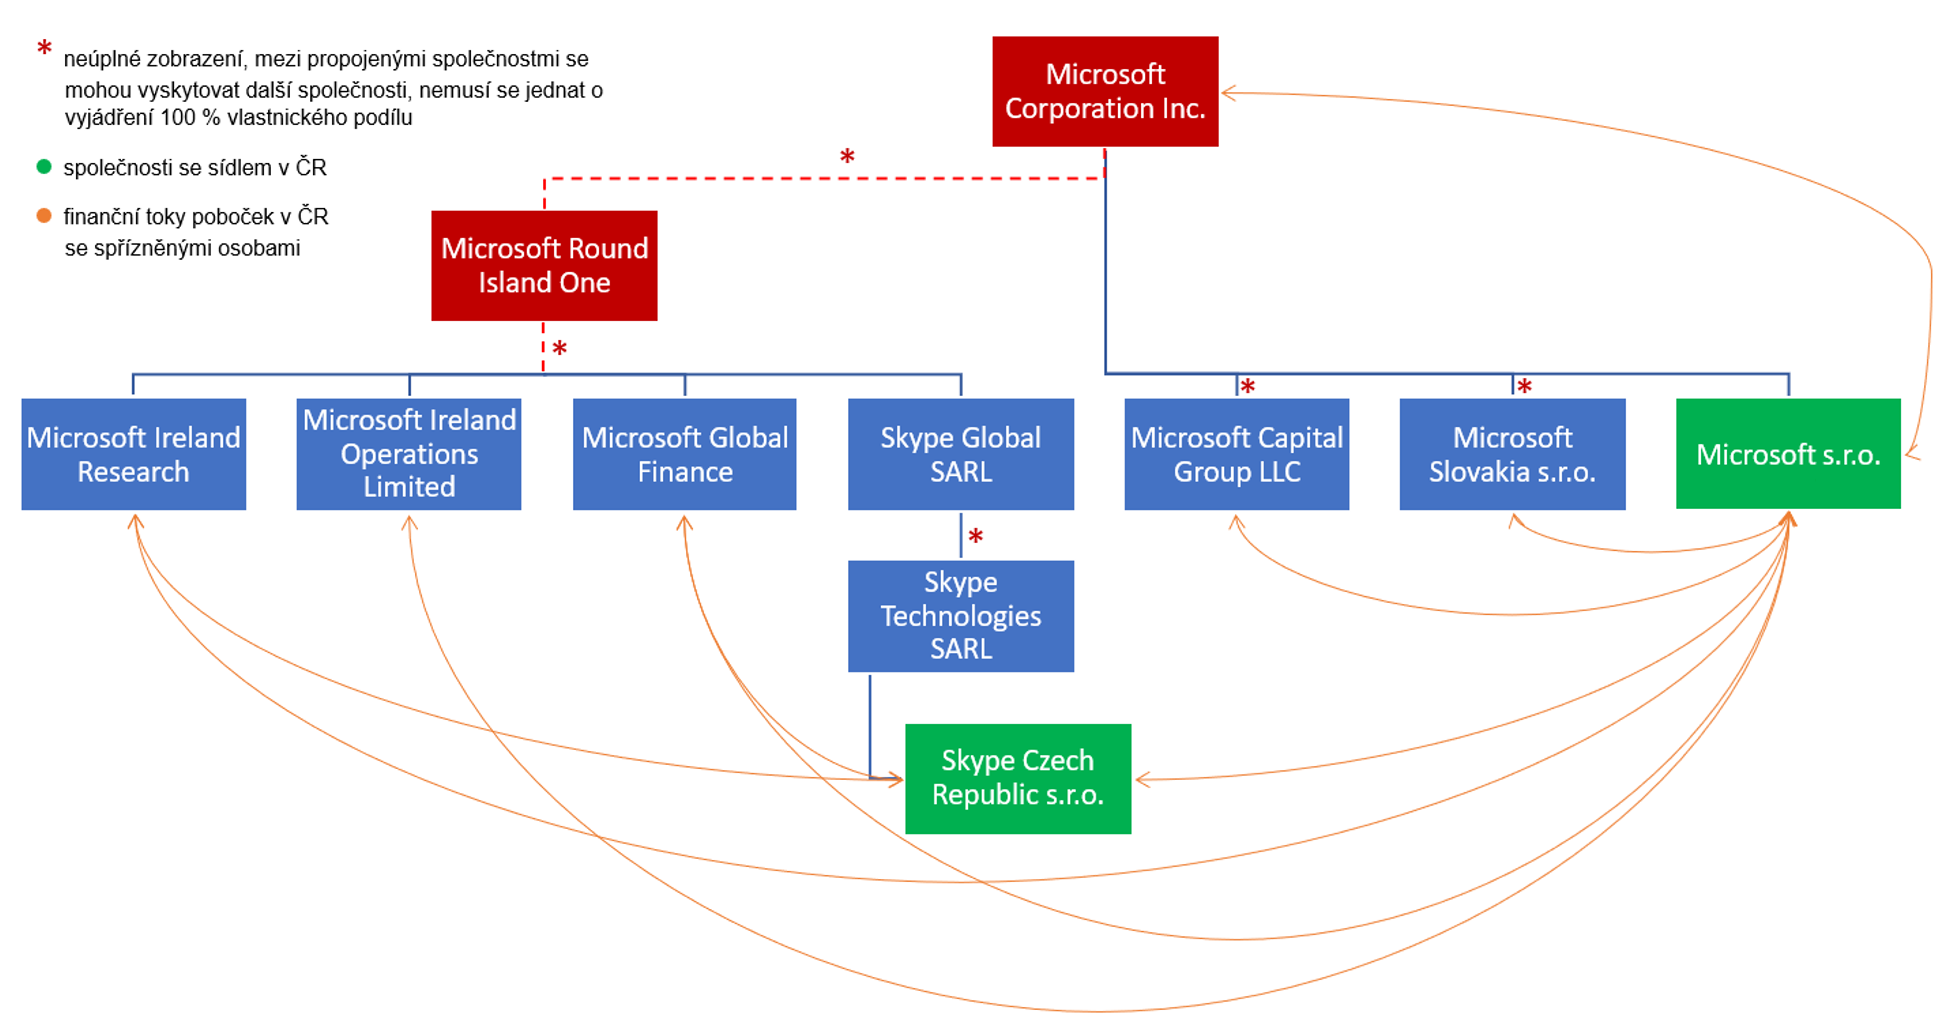 * neúplné zobrazení, mezi propojenými společnostmi se
mohou vyskytovat další společnosti, nemusí se jednat o
vyjádření 100 % vlastnického podílu
společnosti se sídlem v ČR
finanční toky poboček v ČR
se spřízněnými osobami
Microsoft
Corporation Inc.
*
Microsoft Round
Island One
*
Microsoft Ireland
Research
Microsoft Ireland
Operations
Limited
Microsoft Global
Finance
Skype Global
SARL
*
Microsoft Capital
Group LLC
*
Microsoft
Slovakia s.r.o.
Microsoft s.r.o.
*
Skype
Technologies
SARL
Skype Czech
Republic s.r.o.